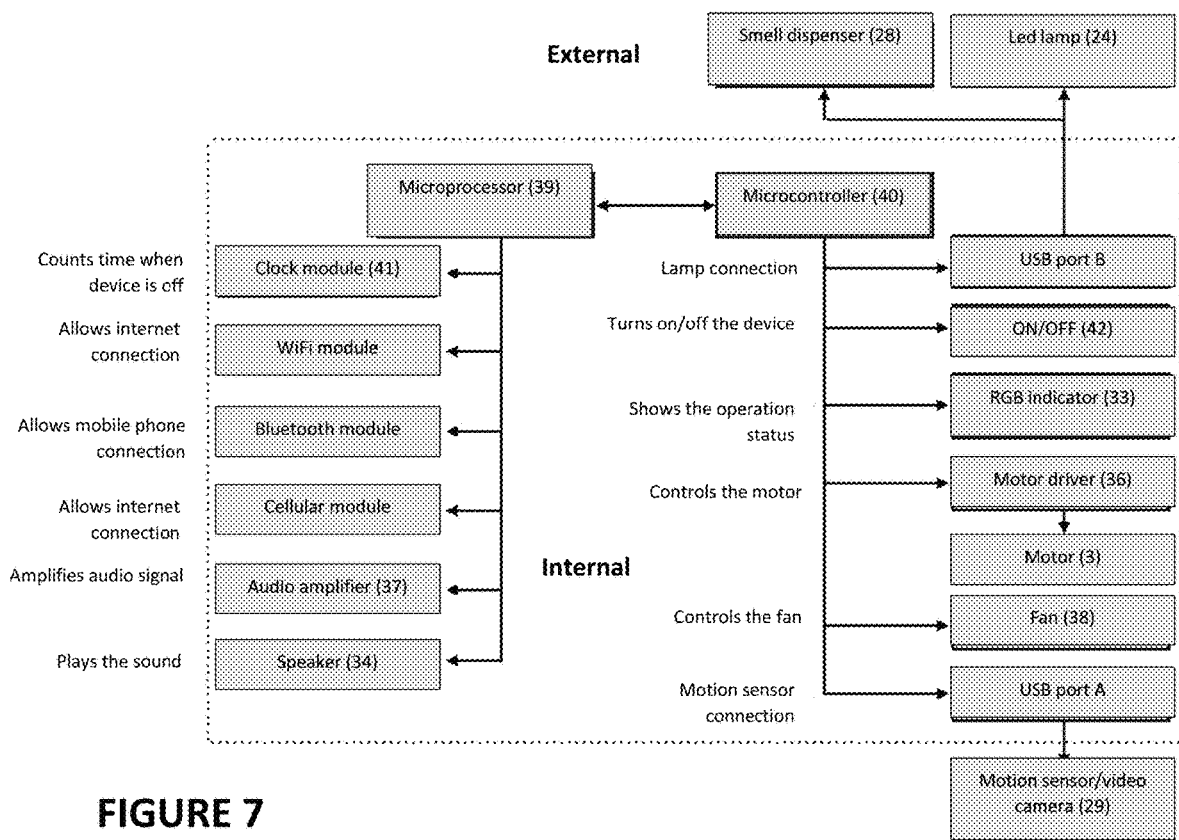 External
Smell dispenser (28)
Led lamp (24)
Microprocessor (39)
Microcontroller (40)
Counts time when
device is off
Clock module (41)
Allows internet
connection
WiFi module
Allows mobile phone
connection
Bluetooth module
Allows internet
connection
Cellular module
Amplifies audio signal
Audio amplifier (37)
Plays the sound
Speaker (34)
Internal
Lamp connection
USB port B
Turns on/off the device
ON/OFF (42)
Shows the operation
status
RGB indicator (33)
Controls the motor
Motor driver (36)
Motor (3)
Controls the fan
Fan (38)
Motion sensor
connection
USB port A
Motion sensor/video
camera (29)
FIGURE 7